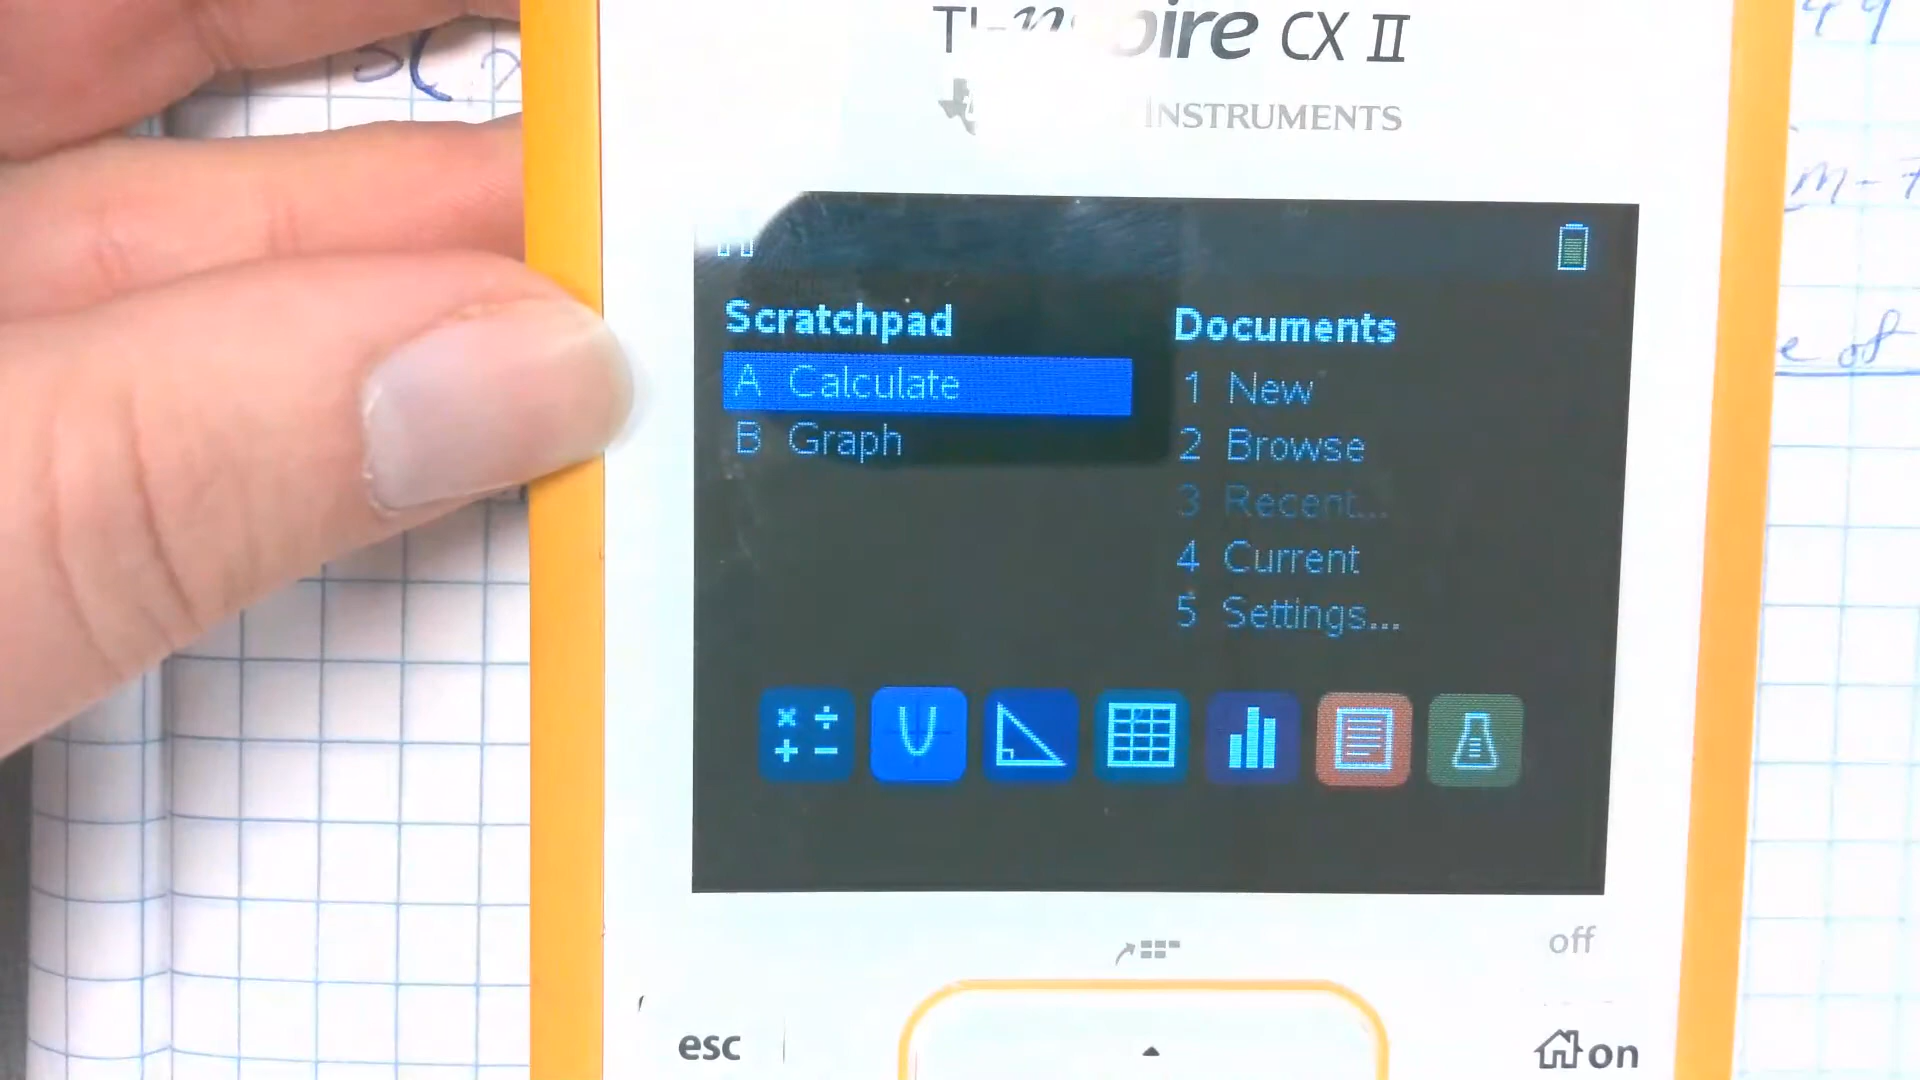 CX II
INSTRUMENTS
Scratchpad
A Calculate
B Graph
Documents
1 New
2 Browse
3 Recent...
4 Current
5 Settings...
off
esc
on
e of